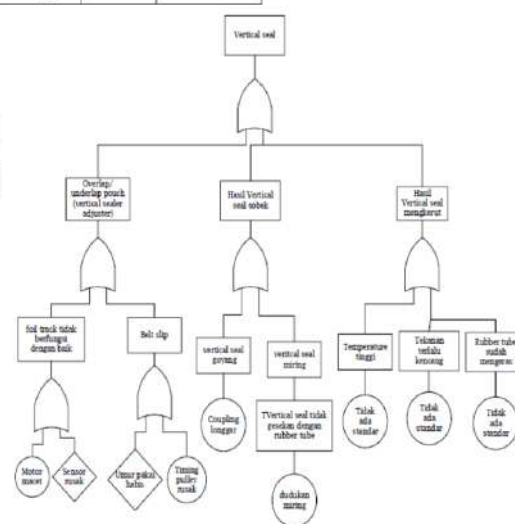 Vertical seal
Overlap/
underlap pouch
(vertical sealer
adjuster)
Hasil Vertical
seal sobek
Hasil
Vertical seal
mengkerut
foil track tidak
berfungsi
dengan baik
Belt slip
vertical seal
goyang
vertical seal
miring
Temperature
tinggi
Tekanan
terlalu
kencang
Rubber tube
sudah
mengeras
Motor
macet
Sensor
rusak
Umur pakai
habis
Timing
pulley
rusak
Coupling
longgar
TVertical seal tidak
gesekan dengan
rubber tube
Tidak
ada
standar
Tidak
ada
standar
Tidak
ada
standar
dudukan
miring